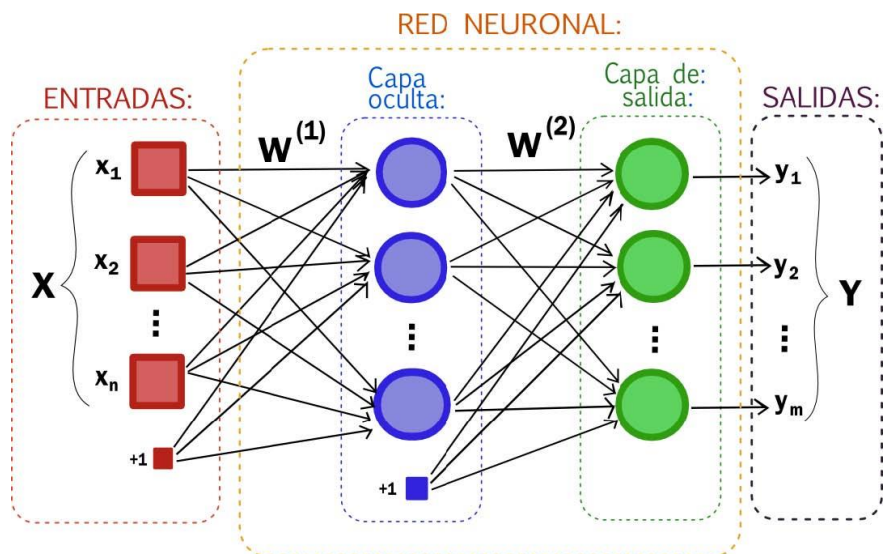 RED NEURONAL:
ENTRADAS:
Capa
oculta:
Capa de:
salida:
SALIDAS:
W(1)
W(2)
x1
y1
x2
y2
X
Y
⋮
⋮
⋮
⋮
xn
ym
+1
+1